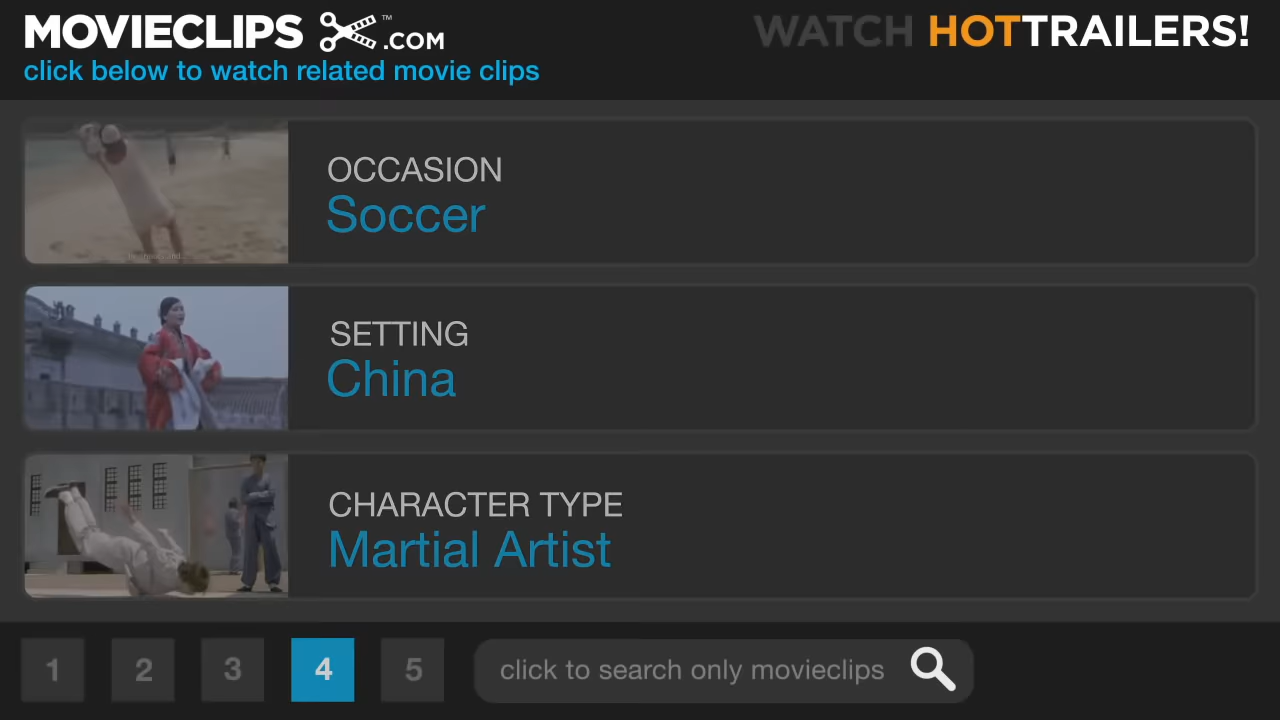 MOVIECLIPS ™ .COM
WATCH HOTTRAILERS!
click below to watch related movie clips
OCCASION
Soccer
SETTING
China
CHARACTER TYPE
Martial Artist
1 2 3 4 5
click to search only movieclips